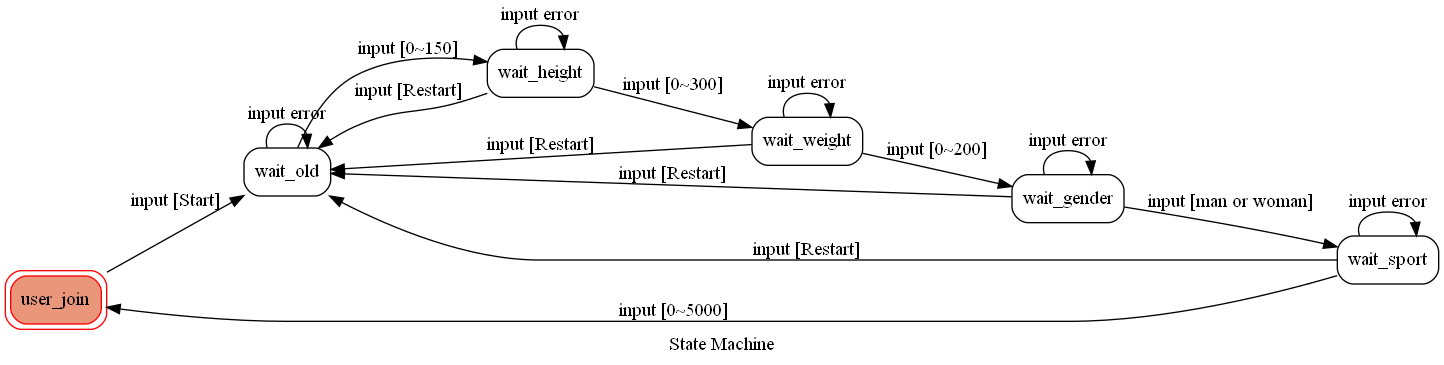 input error
input [0~150]
wait_height
input [0~300]
input error
input [Restart]
input error
wait_weight
input error
input [Restart]
input [0~200]
wait_old
input [Restart]
wait_gender
input [man or woman]
input error
input [Start]
input [Restart]
wait_sport
user_join
input [0~5000]
State Machine